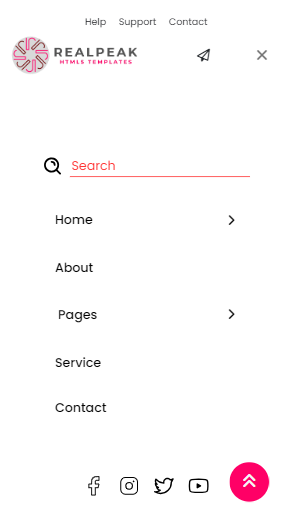 Help Support Contact
REALPEAK
HTML5 TEMPLATES
Search
Home
About
Pages
Service
Contact